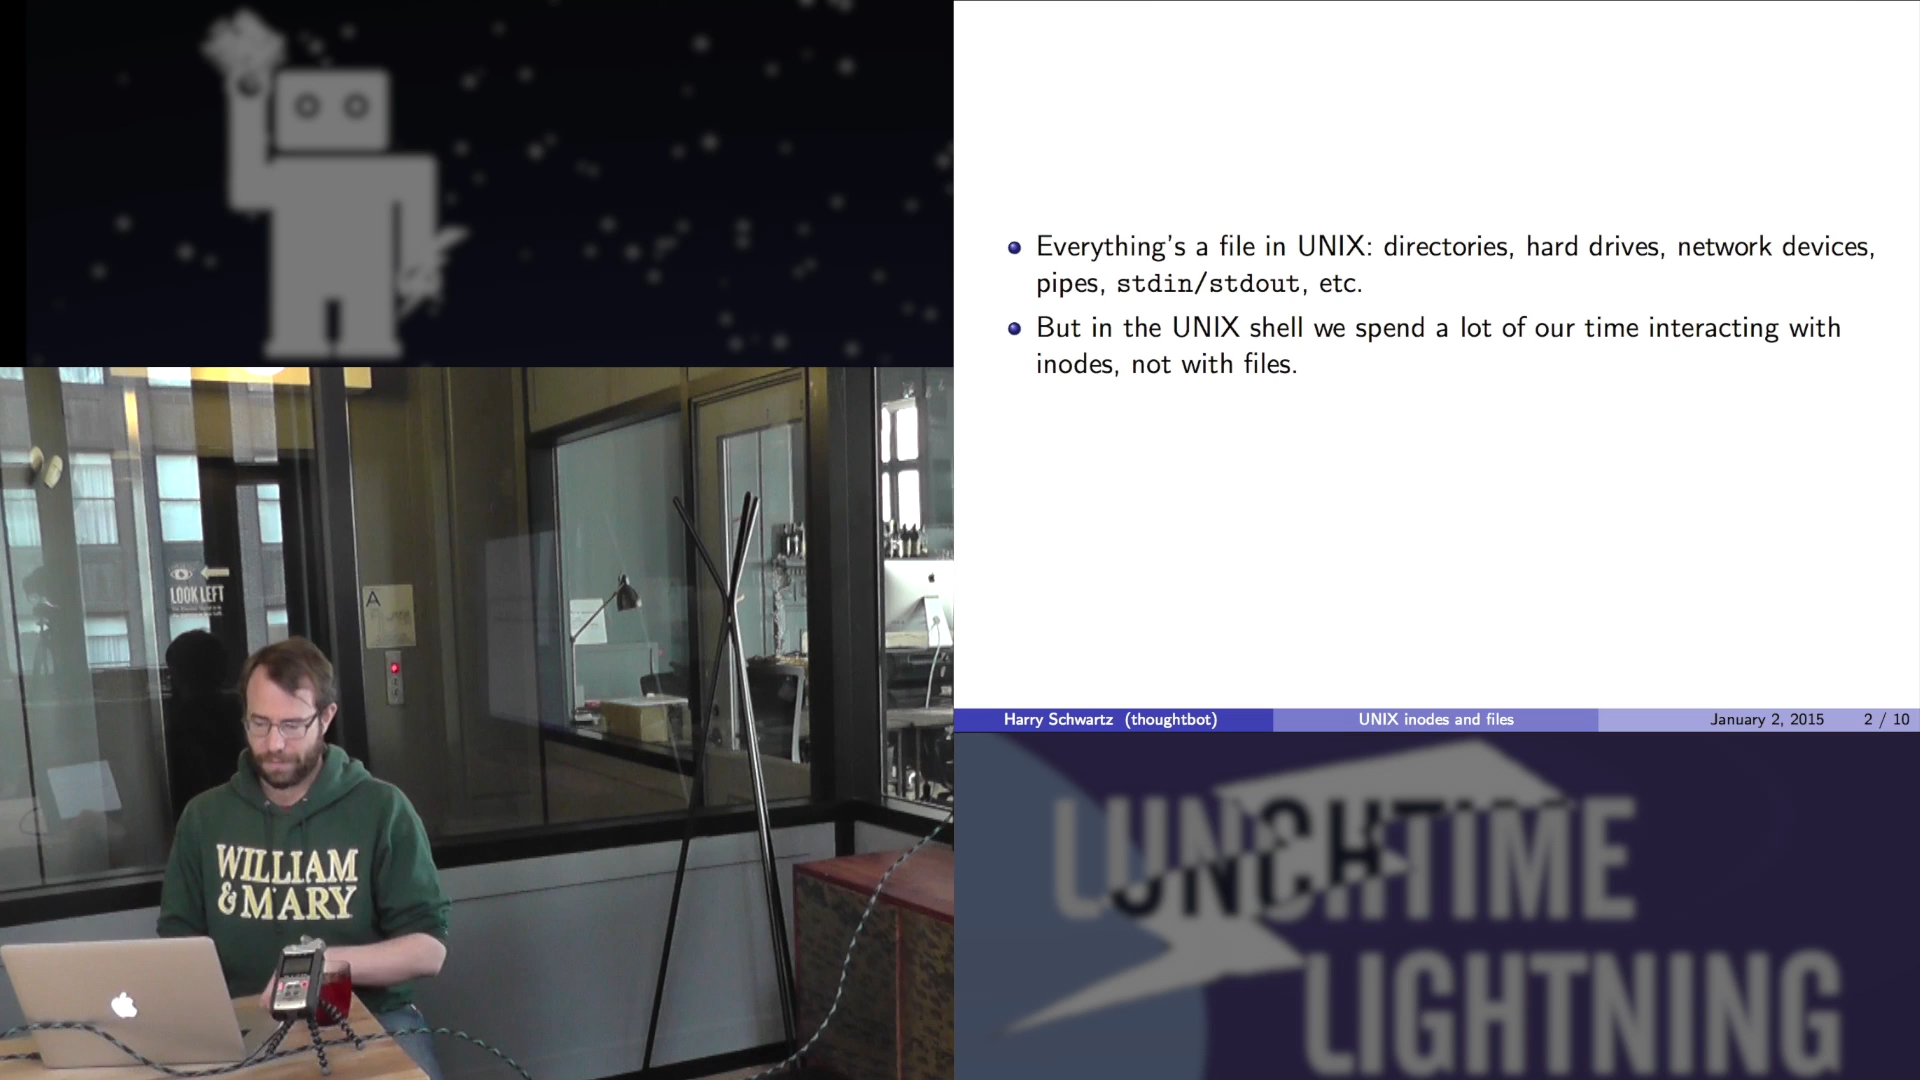 Everything's a file in UNIX: directories, hard drives, network devices,
pipes, stdin/stdout, etc.
But in the UNIX shell we spend a lot of our time interacting with
inodes, not with files.
Harry Schwartz (thoughtbot)
UNIX inodes and files
January 2, 2015
2 / 10
LOOK LEFT
A
WILLIAM
& MARY
LUNCHTIME
LIGHTNING